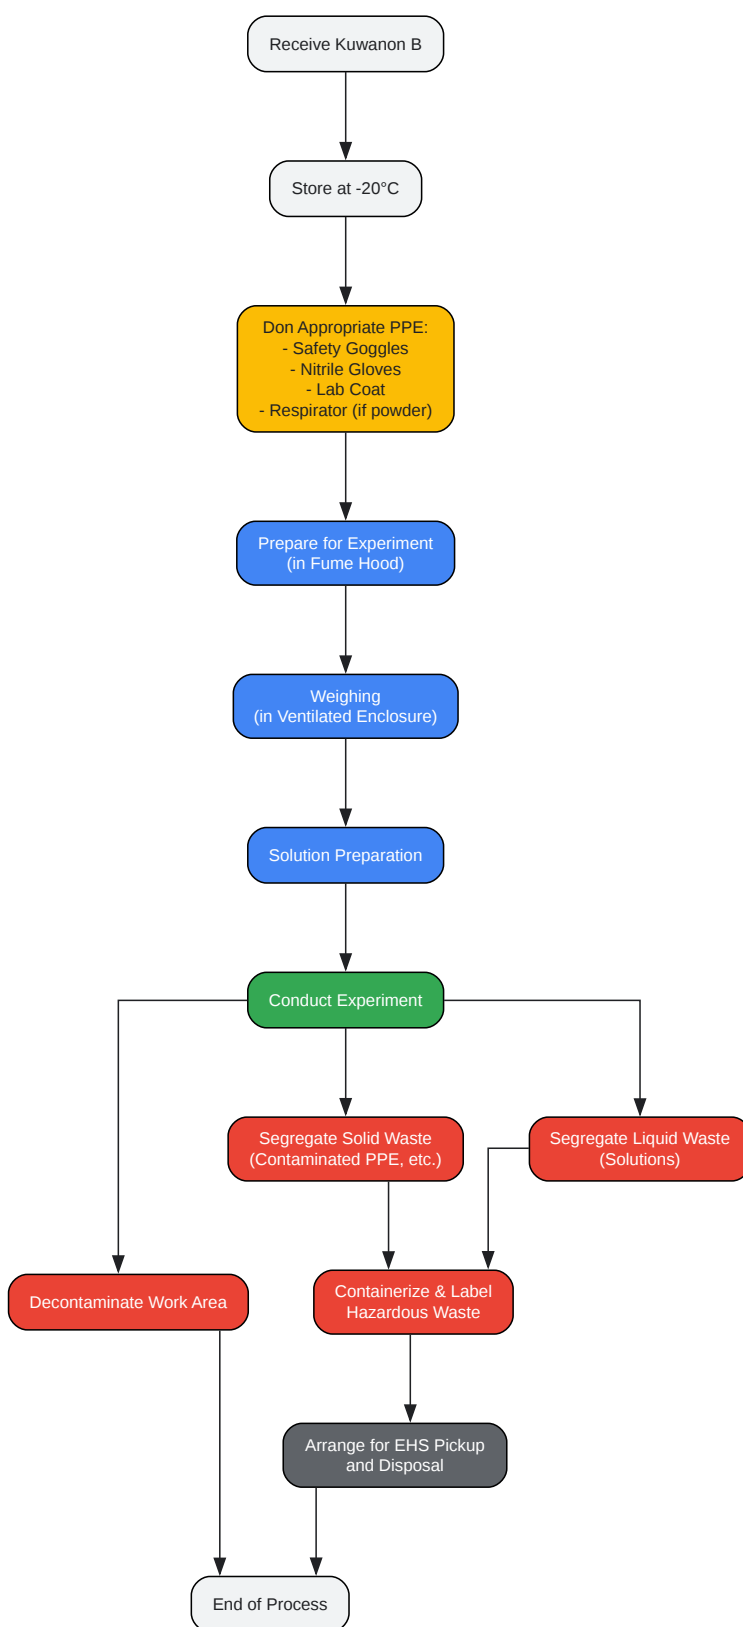 Receive Kuwanon B
Store at -20°C
Don Appropriate PPE:
- Safety Goggles
- Nitrile Gloves
- Lab Coat
- Respirator (if powder)
Prepare for Experiment
(in Fume Hood)
Weighing
(in Ventilated Enclosure)
Solution Preparation
Conduct Experiment
Segregate Solid Waste
(Contaminated PPE, etc.)
Segregate Liquid Waste
(Solutions)
Decontaminate Work Area
Containerize & Label
Hazardous Waste
Arrange for EHS Pickup
and Disposal
End of Process